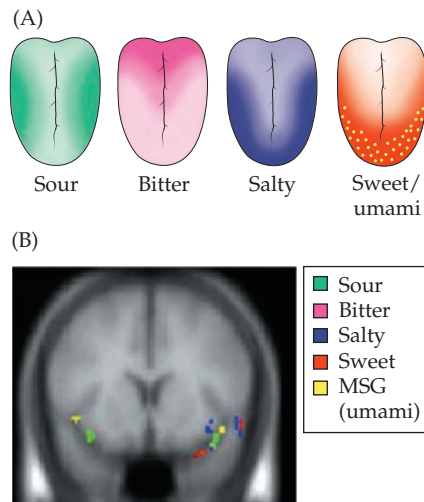 (A)
Sour
Bitter
Salty
Sweet/
umami
(B)
Sour
Bitter
Salty
Sweet
MSG
(umami)